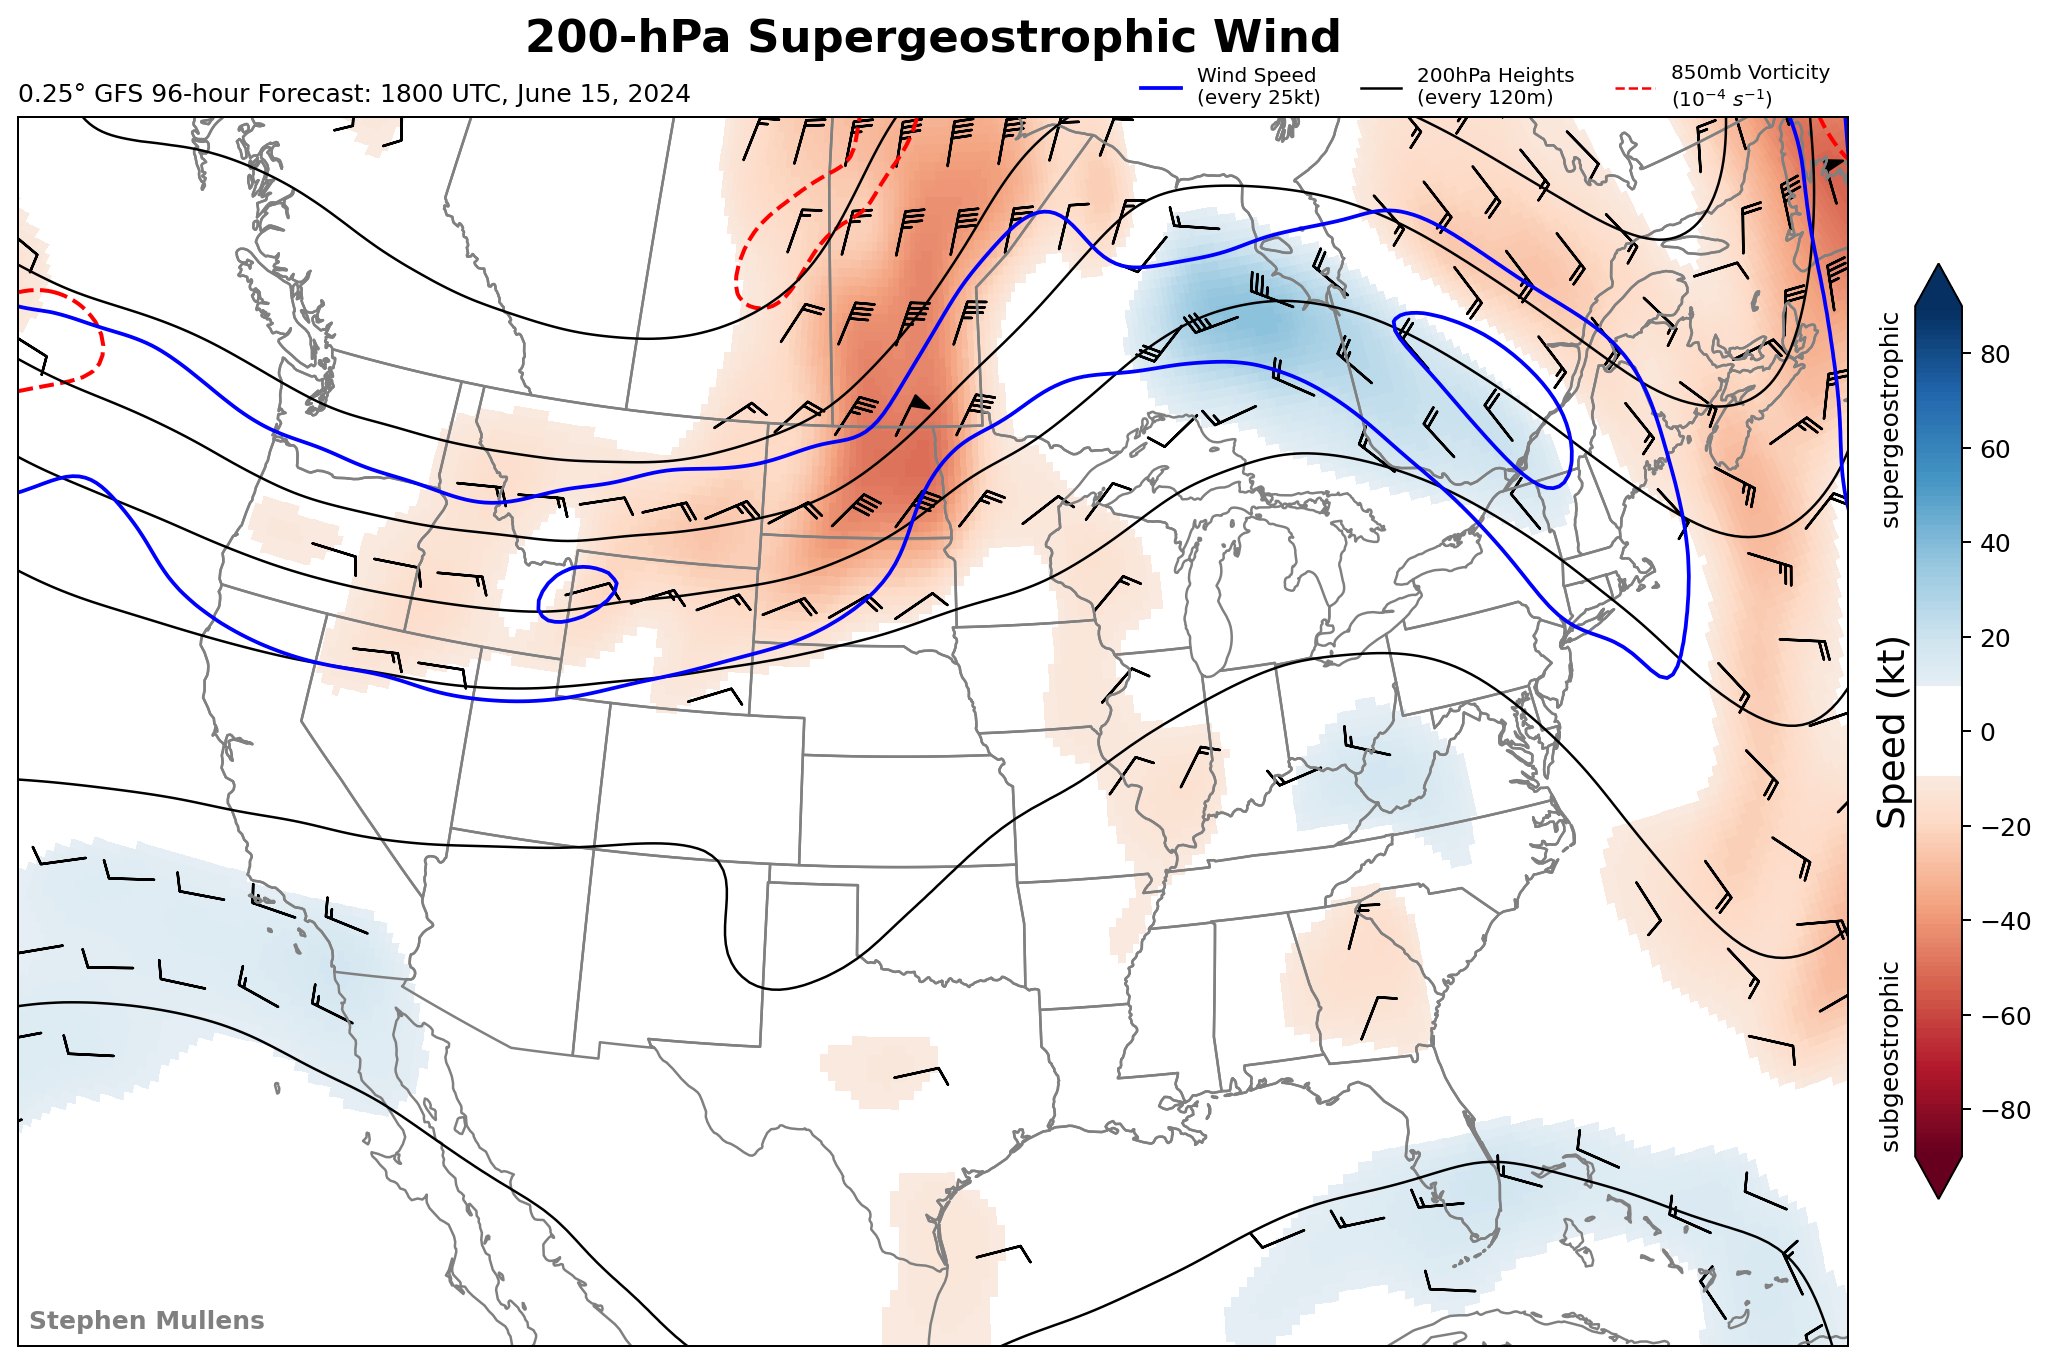 200-hPa Supergeostrophic Wind
0.25° GFS 96-hour Forecast: 1800 UTC, June 15, 2024
Wind Speed
(every 25kt)
200hPa Heights
(every 120m)
850mb Vorticity
(10⁻⁴ s⁻¹)
supergeostrophic
Speed (kt)
subgeostrophic
80
60
40
20
0
−20
−40
−60
−80
Stephen Mullens